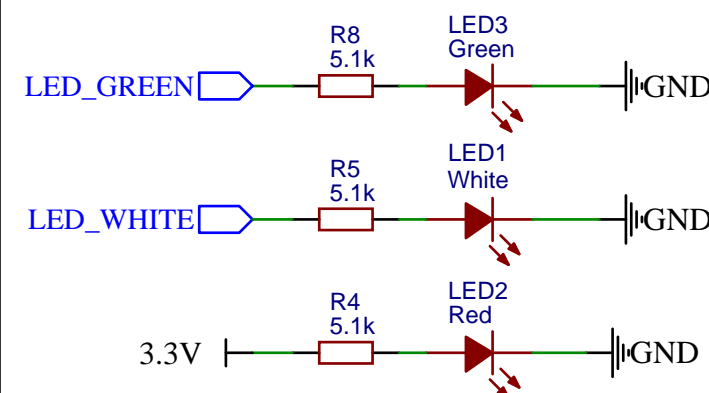 R8
5.1k
LED3
Green
LED_GREEN
GND
R5
5.1k
LED1
White
LED_WHITE
GND
R4
5.1k
LED2
Red
3.3V
GND